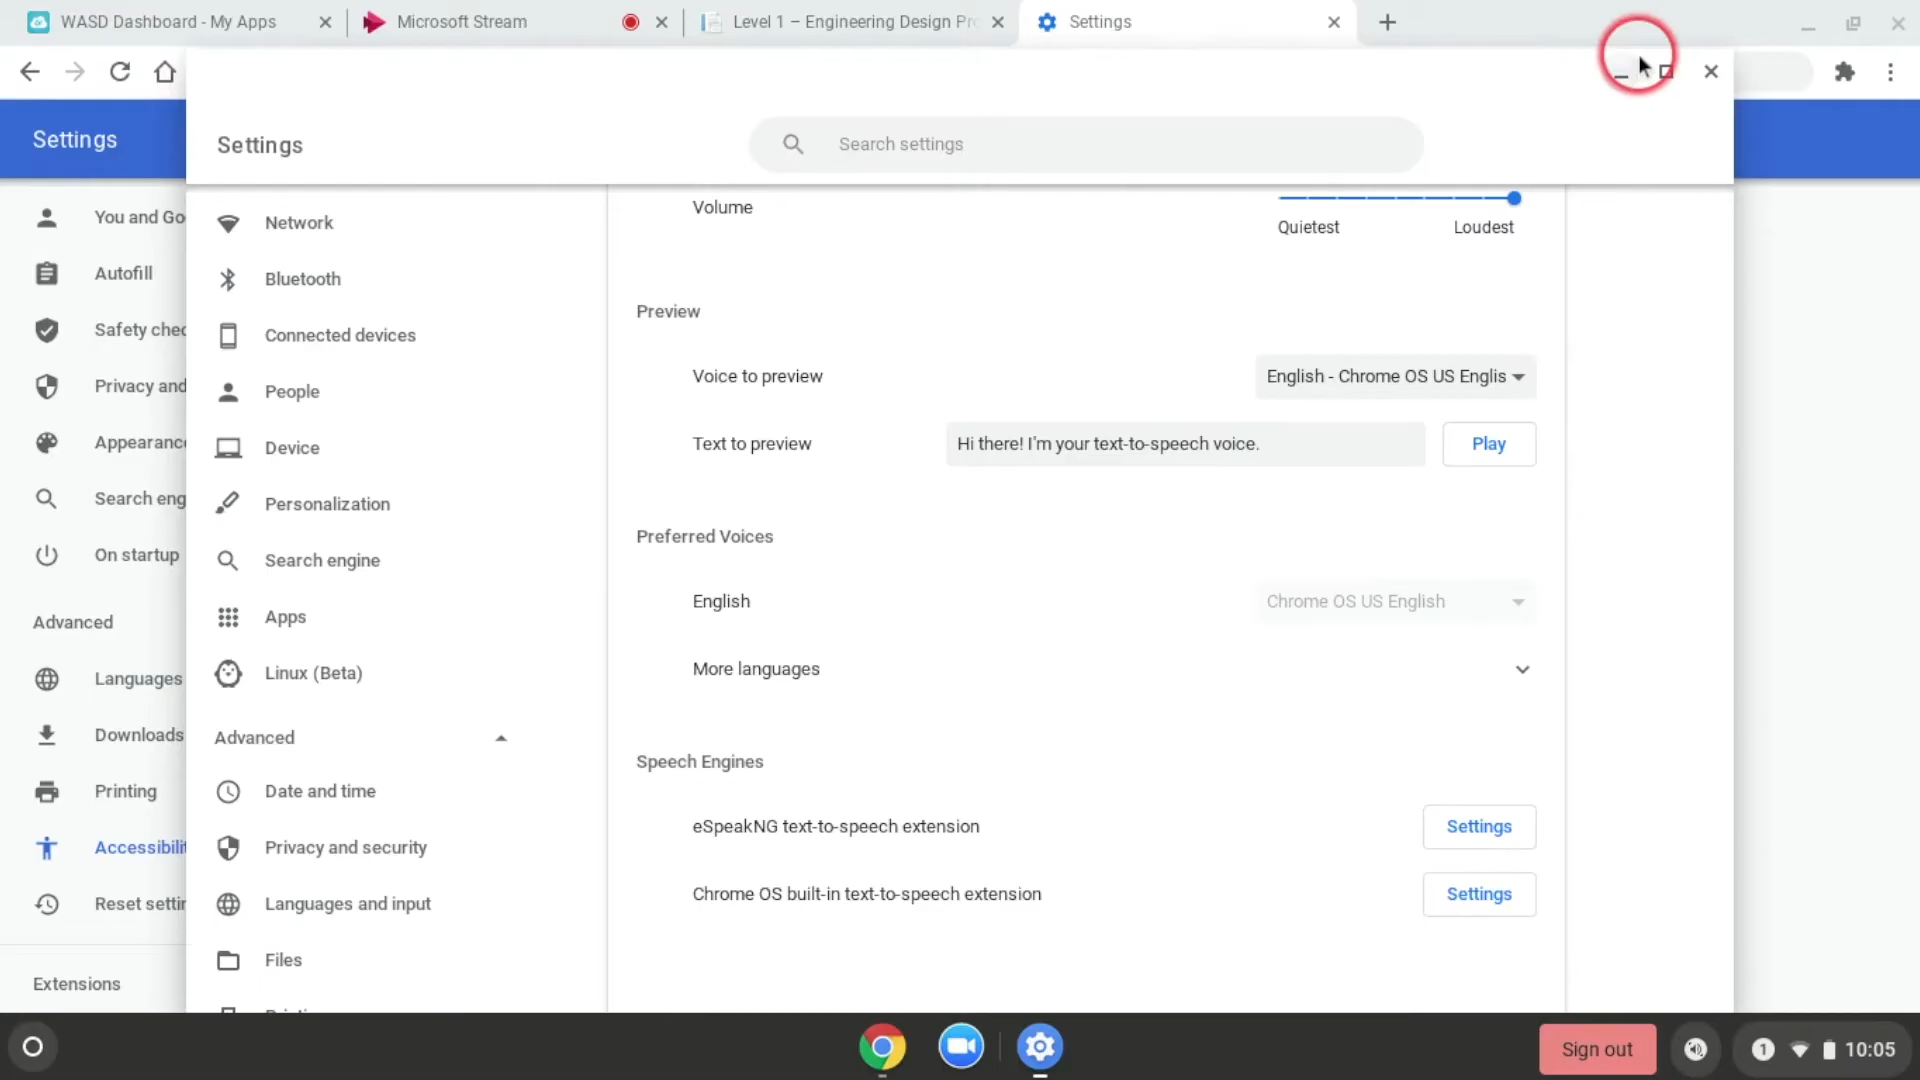 WASD Dashboard - My Apps
Microsoft Stream
Level 1 – Engineering Design Pro
Settings
Settings
Settings
Search settings
You and Go
Autofill
Safety chec
Privacy and
Appearanc
Search eng
On startup
Advanced
Languages
Downloads
Printing
Accessibilit
Reset settin
Extensions
Network
Bluetooth
Connected devices
People
Device
Personalization
Search engine
Apps
Linux (Beta)
Advanced
Date and time
Privacy and security
Languages and input
Files
Volume
Quietest
Loudest
Preview
Voice to preview
English - Chrome OS US Englis
Text to preview
Hi there! I'm your text-to-speech voice.
Play
Preferred Voices
English
Chrome OS US English
More languages
Speech Engines
eSpeakNG text-to-speech extension
Settings
Chrome OS built-in text-to-speech extension
Settings
Sign out
1
10:05